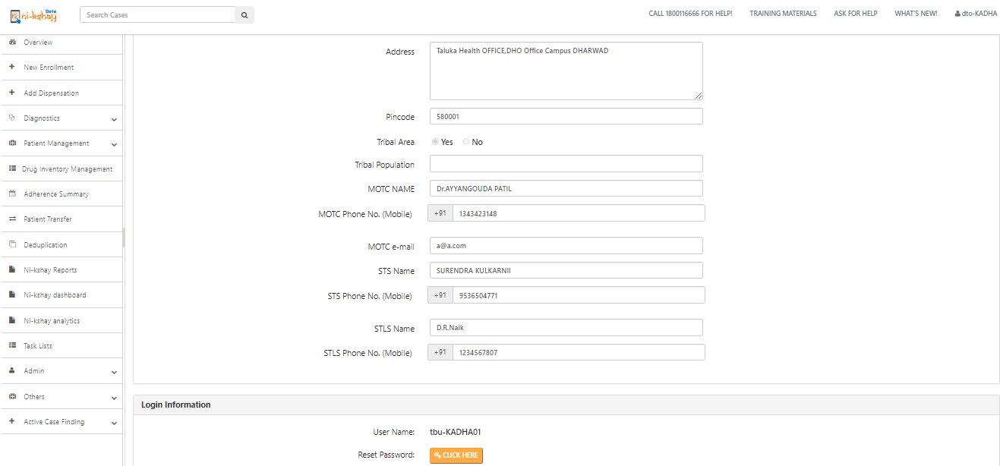 ni-kshay Beta
Search Cases
CALL 1800116666 FOR HELP!
TRAINING MATERIALS
ASK FOR HELP
WHAT'S NEW!
dto-KADHA
Overview
New Enrollment
Add Dispensation
Diagnostics
Patient Management
Drug Inventory Management
Adherence Summary
Patient Transfer
Deduplication
Ni-kshay Reports
Ni-kshay dashboard
Ni-kshay analytics
Task Lists
Admin
Others
Active Case Finding
Address Taluka Health OFFICE,DHO Office Campus DHARWAD
Pincode 580001
Tribal Area Yes No
Tribal Population
MOTC NAME Dr.AYYANGOUDA PATIL
MOTC Phone No. (Mobile) +91 1343423148
MOTC e-mail a@a.com
STS Name SURENDRA KULKARNII
STS Phone No. (Mobile) +91 9536504771
STLS Name D.R.Naik
STLS Phone No. (Mobile) +91 1234567807
Login Information
User Name: tbu-KADHA01
Reset Password: CLICK HERE